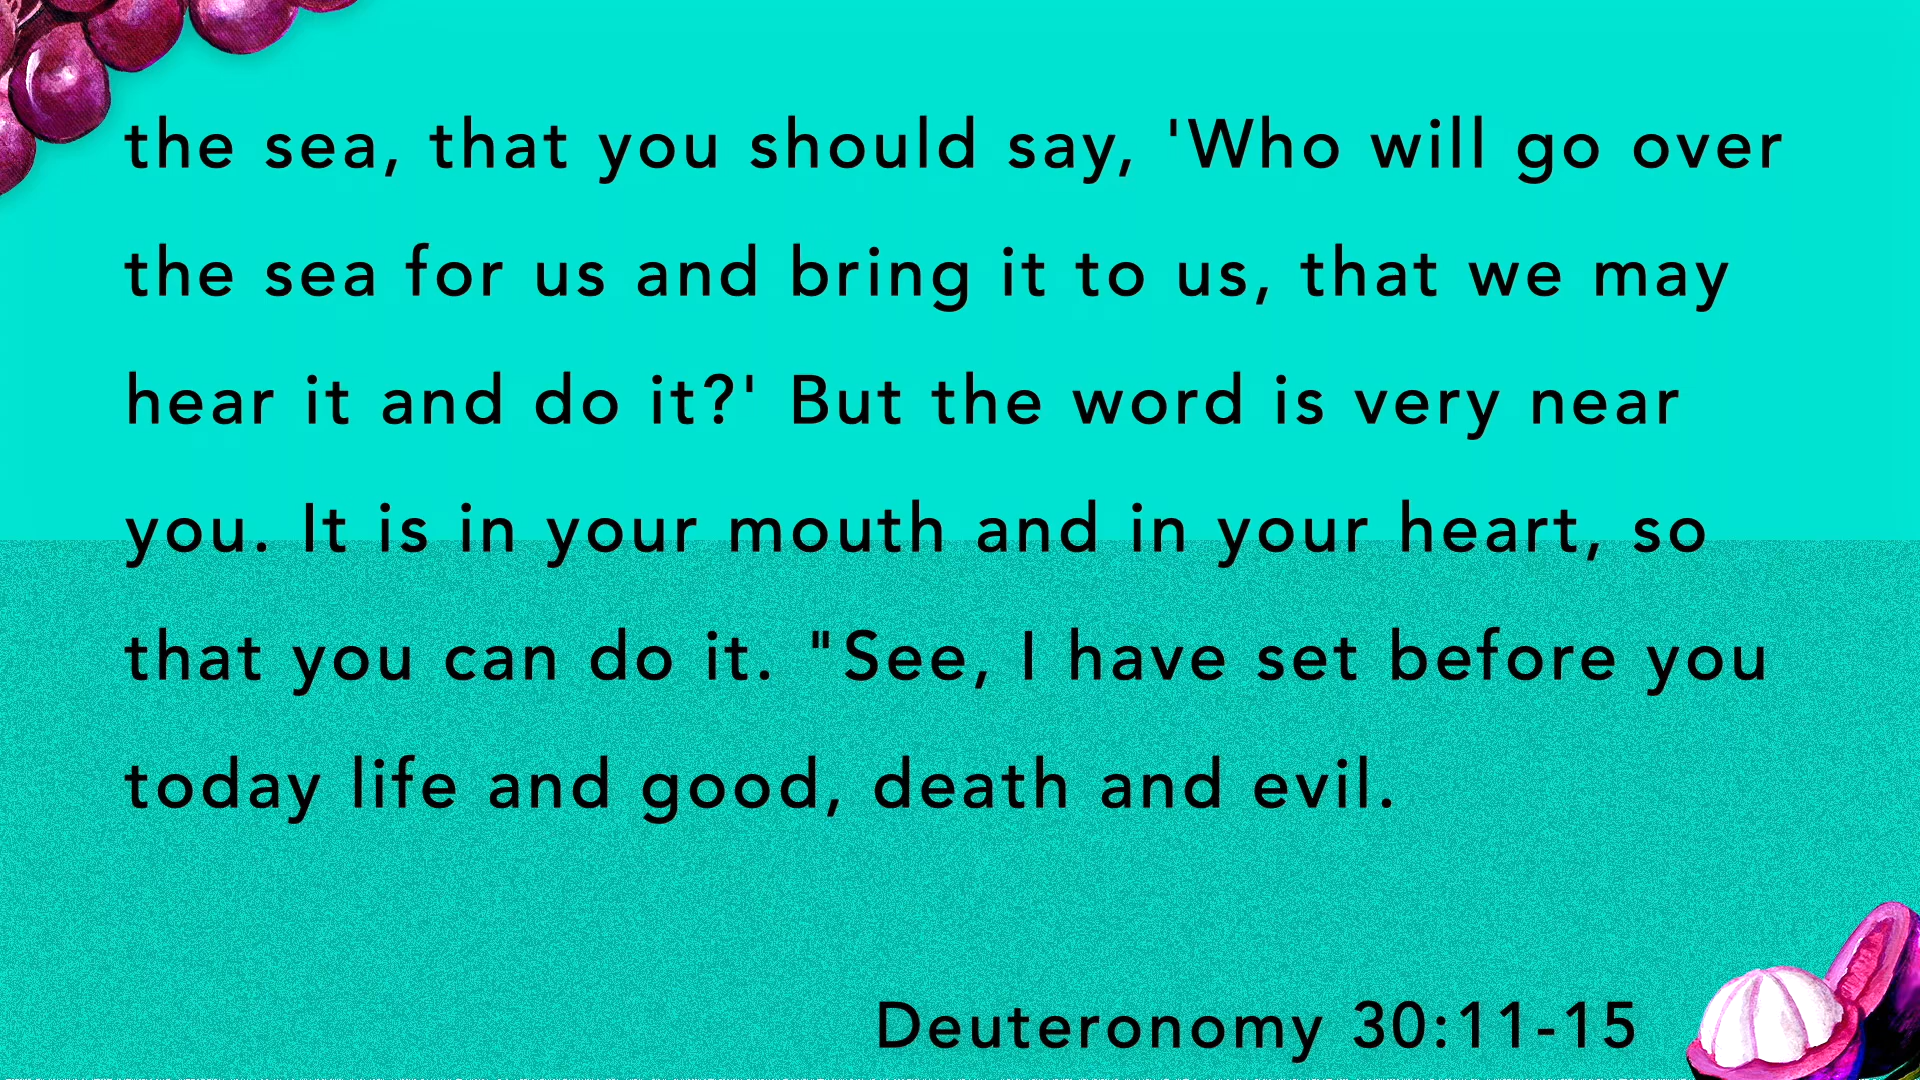 the sea, that you should say, 'Who will go over
the sea for us and bring it to us, that we may
hear it and do it?' But the word is very near
you. It is in your mouth and in your heart, so
that you can do it. "See, I have set before you
today life and good, death and evil.
Deuteronomy 30:11-15